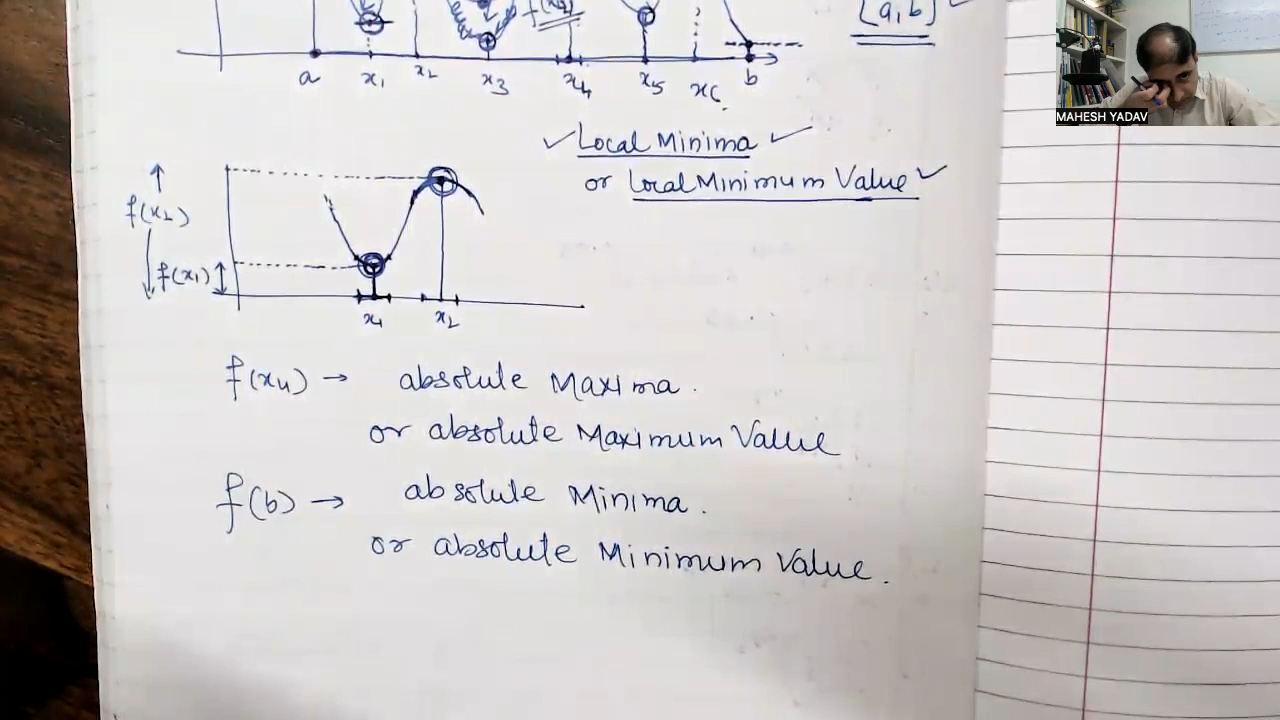 f(x4)
[a,b]
a x1 x2 x3 x4 x5 x6 b
MAHESH YADAV
Local Minima
or Local Minimum Value
f(x2)
f(x1)
x1 x2
f(x4) → absolute Maxima.
or absolute Maximum Value
f(b) → absolute Minima.
or absolute Minimum Value.